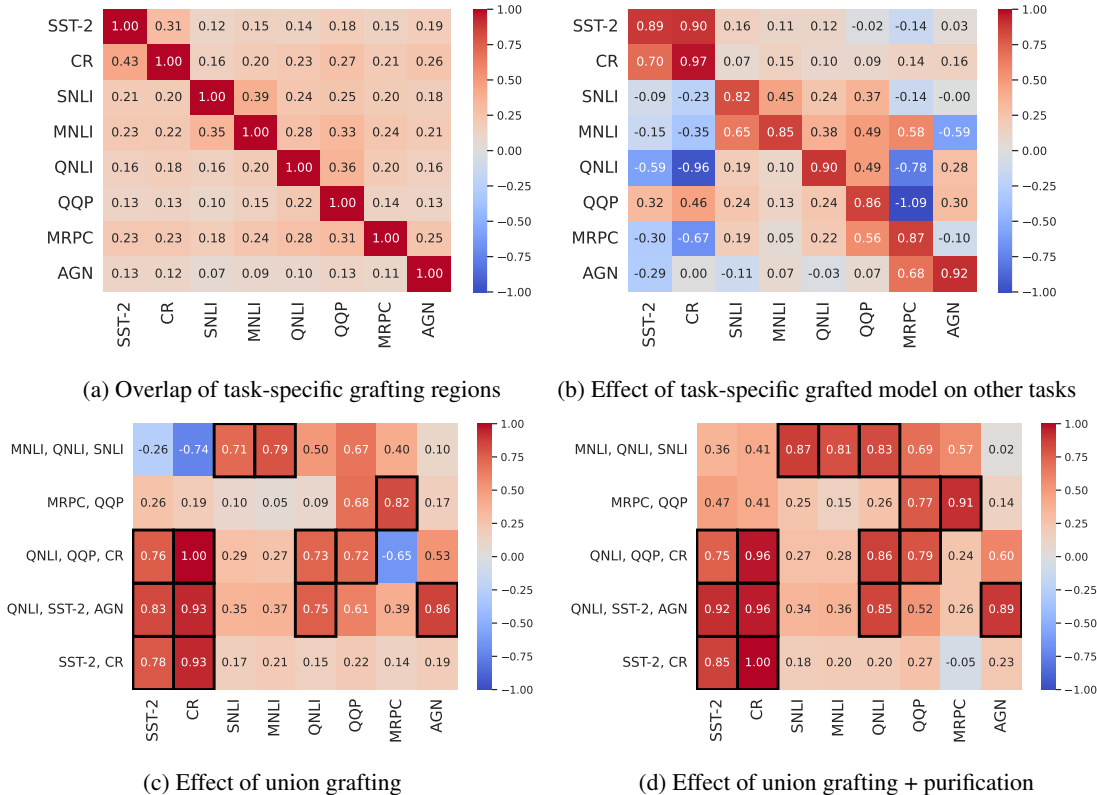 SST-2 1.00 0.31 0.12 0.15 0.14 0.18 0.15 0.19
CR 0.43 1.00 0.16 0.22 0.23 0.27 0.21 0.26
SNLI 0.21 0.20 1.00 0.39 0.24 0.25 0.20 0.18
MNLI 0.23 0.22 0.35 1.00 0.28 0.33 0.24 0.21
QNLI 0.16 0.18 0.16 0.20 1.00 0.36 0.20 0.16
QQP 0.13 0.13 0.10 0.15 0.22 1.00 0.14 0.13
MRPC 0.23 0.23 0.18 0.24 0.28 0.31 1.00 0.25
AGN 0.13 0.12 0.07 0.09 0.10 0.13 0.11 1.00
SST-2 CR SNLI MNLI QNLI QQP MRPC AGN
1.00
0.75
0.50
0.25
0.00
−0.25
−0.50
−0.75
−1.00
(a) Overlap of task-specific grafting regions
SST-2 0.89 0.90 0.16 0.11 0.12 -0.02 -0.14 0.03
CR 0.70 0.97 0.07 0.15 0.10 0.09 0.14 0.16
SNLI -0.09 -0.23 0.82 0.45 0.24 0.37 -0.14 -0.00
MNLI -0.15 -0.35 0.65 0.85 0.38 0.49 0.58 -0.59
QNLI -0.59 -0.96 0.19 0.10 0.90 0.49 -0.78 0.28
QQP 0.32 0.46 0.24 0.13 0.24 0.86 -1.09 0.30
MRPC -0.30 -0.67 0.19 0.05 0.22 0.56 0.87 -0.10
AGN -0.29 0.00 -0.11 0.07 -0.03 0.07 0.68 0.92
SST-2 CR SNLI MNLI QNLI QQP MRPC AGN
1.00
0.75
0.50
0.25
0.00
−0.25
−0.50
−0.75
−1.00
(b) Effect of task-specific grafted model on other tasks
MNLI, QNLI, SNLI -0.26 -0.74 0.71 0.79 0.50 0.67 0.40 0.10
MRPC, QQP 0.26 0.19 0.10 0.05 0.09 0.68 0.82 0.17
QNLI, QQP, CR 0.76 1.00 0.29 0.27 0.73 0.72 -0.65 0.53
QNLI, SST-2, AGN 0.83 0.93 0.35 0.37 0.75 0.61 0.39 0.86
SST-2, CR 0.78 0.93 0.17 0.21 0.15 0.22 0.14 0.19
SST-2 CR SNLI MNLI QNLI QQP MRPC AGN
1.00
0.75
0.50
0.25
0.00
−0.25
−0.50
−0.75
−1.00
(c) Effect of union grafting
MNLI, QNLI, SNLI 0.36 0.41 0.87 0.81 0.83 0.69 0.57 0.02
MRPC, QQP 0.47 0.41 0.25 0.15 0.26 0.77 0.91 0.14
QNLI, QQP, CR 0.75 0.96 0.27 0.28 0.86 0.79 0.24 0.60
QNLI, SST-2, AGN 0.92 0.96 0.34 0.36 0.85 0.52 0.26 0.89
SST-2, CR 0.85 1.00 0.18 0.20 0.20 0.27 -0.05 0.23
SST-2 CR SNLI MNLI QNLI QQP MRPC AGN
1.00
0.75
0.50
0.25
0.00
−0.25
−0.50
−0.75
−1.00
(d) Effect of union grafting + purification